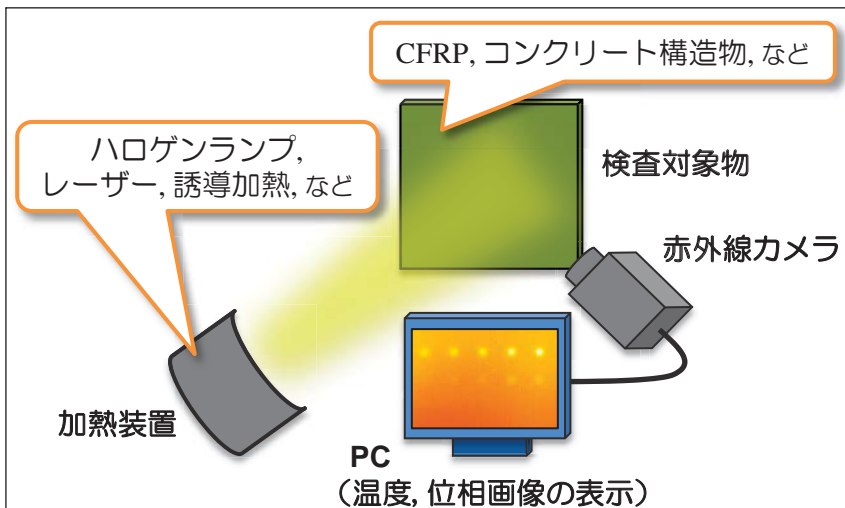 CFRP, コンクリート構造物, など
ハロゲンランプ,
レーザー, 誘導加熱, など
検査対象物
赤外線カメラ
加熱装置
PC
（温度, 位相画像の表示）